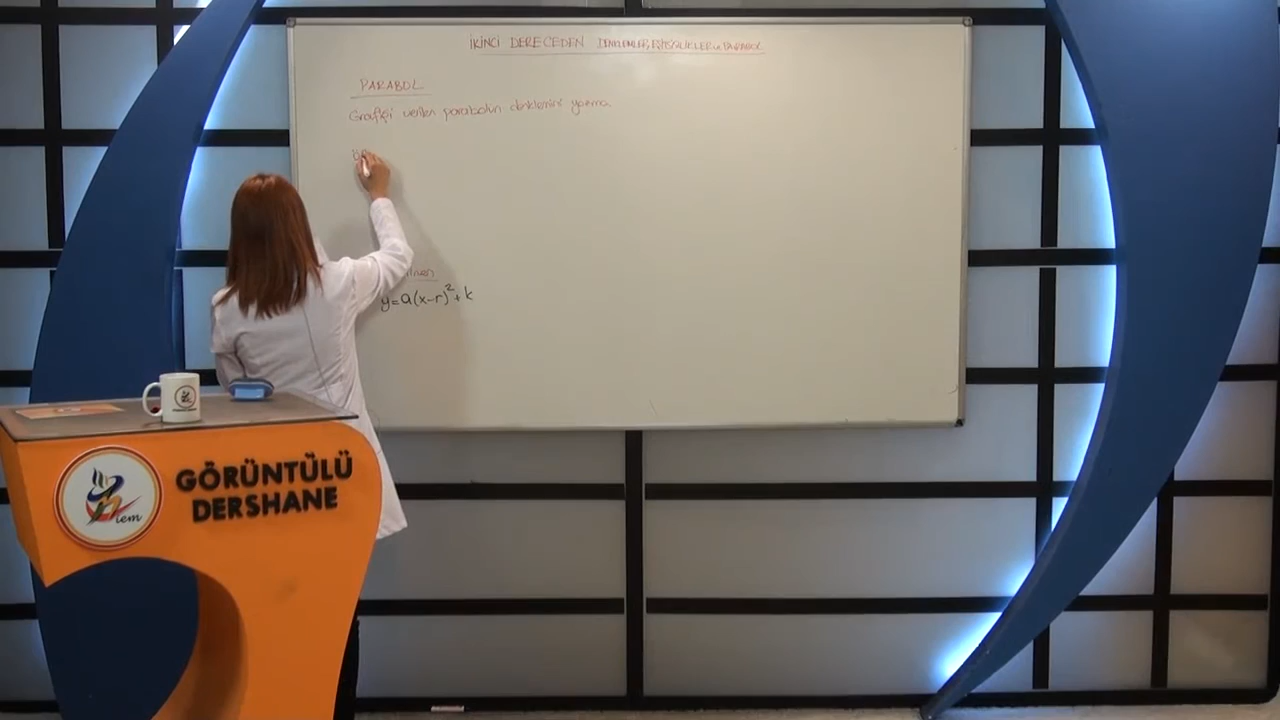 İKİNCİ DERECEDEN DENKLEMLER, EŞİTSİZLİKLER ve PARABOL
PARABOL
Grafiği verilen parabolün denklemini yazma
ÖR
y=a(x-r)²+k
GÖRÜNTÜLÜ
DERSHANE